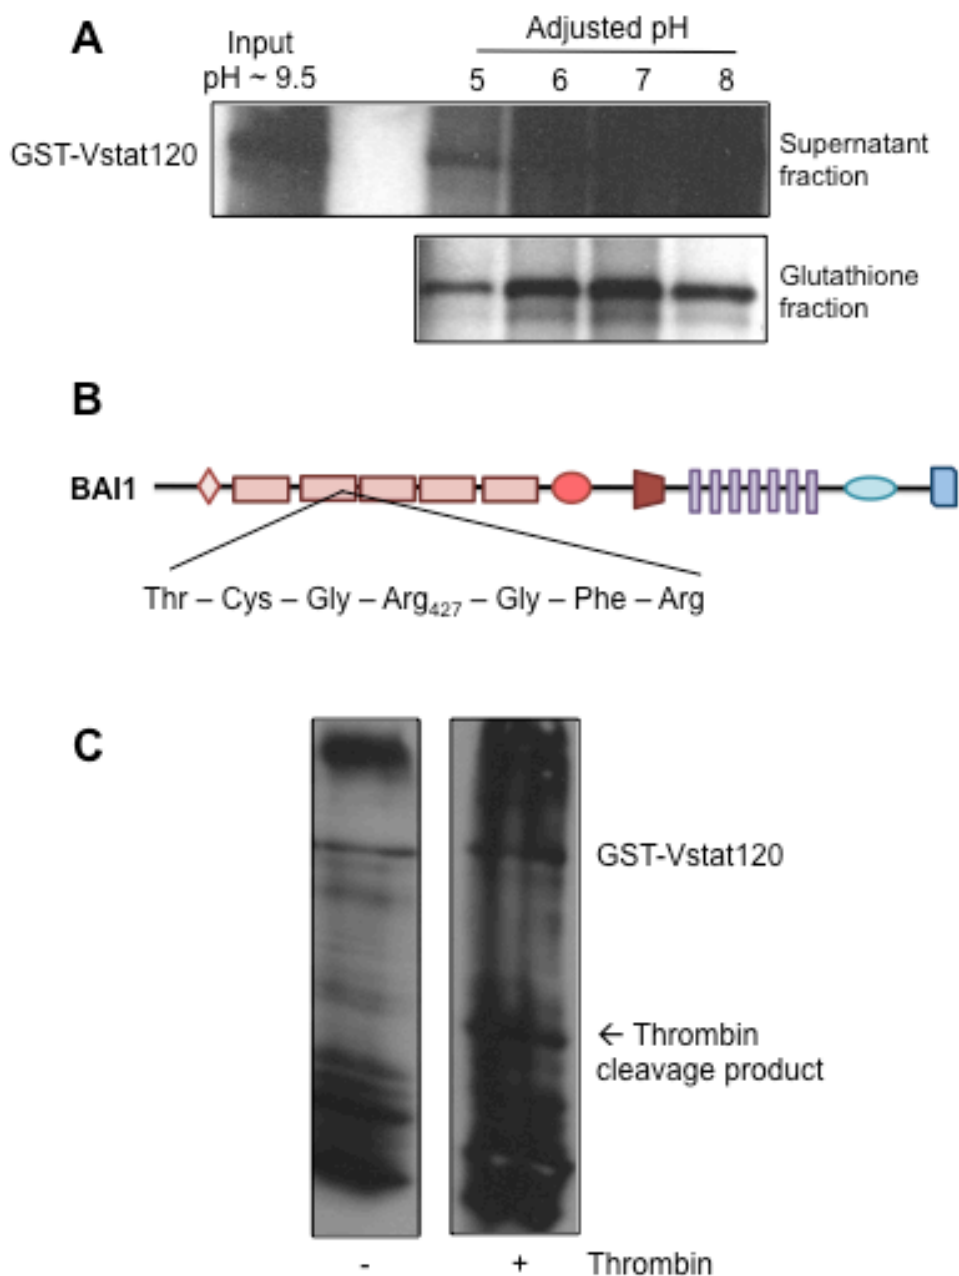 A
Input
pH ~ 9.5
Adjusted pH
5 6 7 8
GST-Vstat120
Supernatant
fraction
Glutathione
fraction
B
BAI1
Thr – Cys – Gly – Arg427 – Gly – Phe – Arg
C
GST-Vstat120
← Thrombin
cleavage product
- + Thrombin